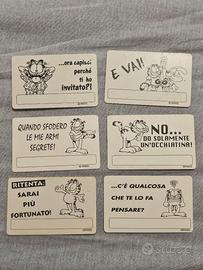 ...ora capisci
perché
ti ho
invitato?!
E VAI!
QUANDO SFODERO
LE MIE ARMI
SEGRETE!
NO...
DO SOLAMENTE
UN'OCCHIATINA!
RITENTA:
SARAI
PIÙ
FORTUNATO!
...C'È QUALCOSA
CHE TE LO FA
PENSARE?